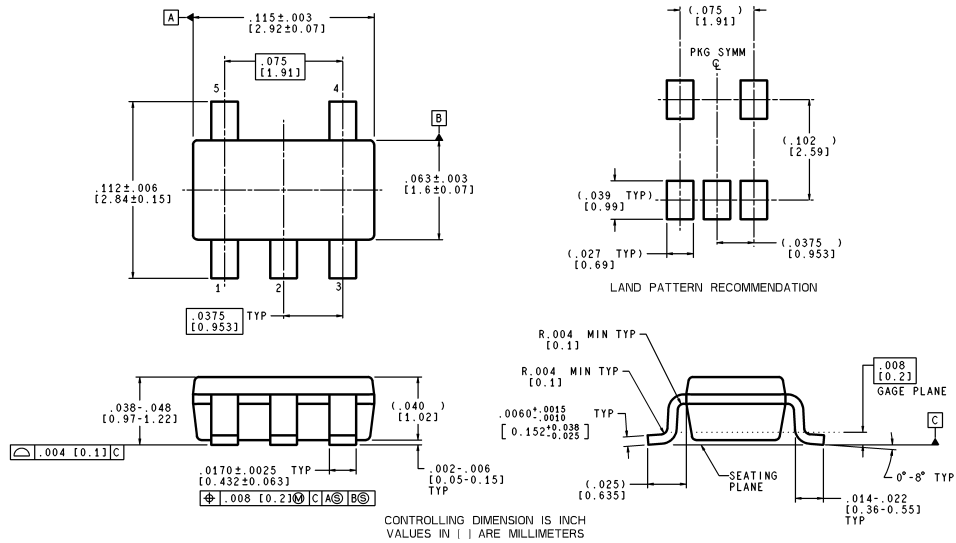 A
.115±.003
[2.92±0.07]
.075
[1.91]
5
4
B
.112±.006
[2.84±0.15]
.063±.003
[1.6±0.07]
1
2
3
.0375
[0.953]
TYP
(.075 )
[1.91]
PKG SYMM
℄
(.102 )
[2.59]
(.039 TYP)
[0.99]
(.027 TYP)
[0.69]
(.0375 )
[0.953]
LAND PATTERN RECOMMENDATION
.038-.048
[0.97-1.22]
(.040 )
[1.02]
⌓ .004 [0.1] C
.0170±.0025 TYP
[0.432±0.063]
⌖ .008 [0.2]Ⓜ C AⓈ BⓈ
.002-.006
[0.05-0.15]
TYP
R.004 MIN TYP
[0.1]
R.004 MIN TYP
[0.1]
.0060+.0015 -.0010 TYP
[0.152+0.038 -0.025]
.008
[0.2]
GAGE PLANE
C
(.025)
[0.635]
SEATING
PLANE
0°-8° TYP
.014-.022
[0.36-0.55]
TYP
CONTROLLING DIMENSION IS INCH
VALUES IN [ ] ARE MILLIMETERS